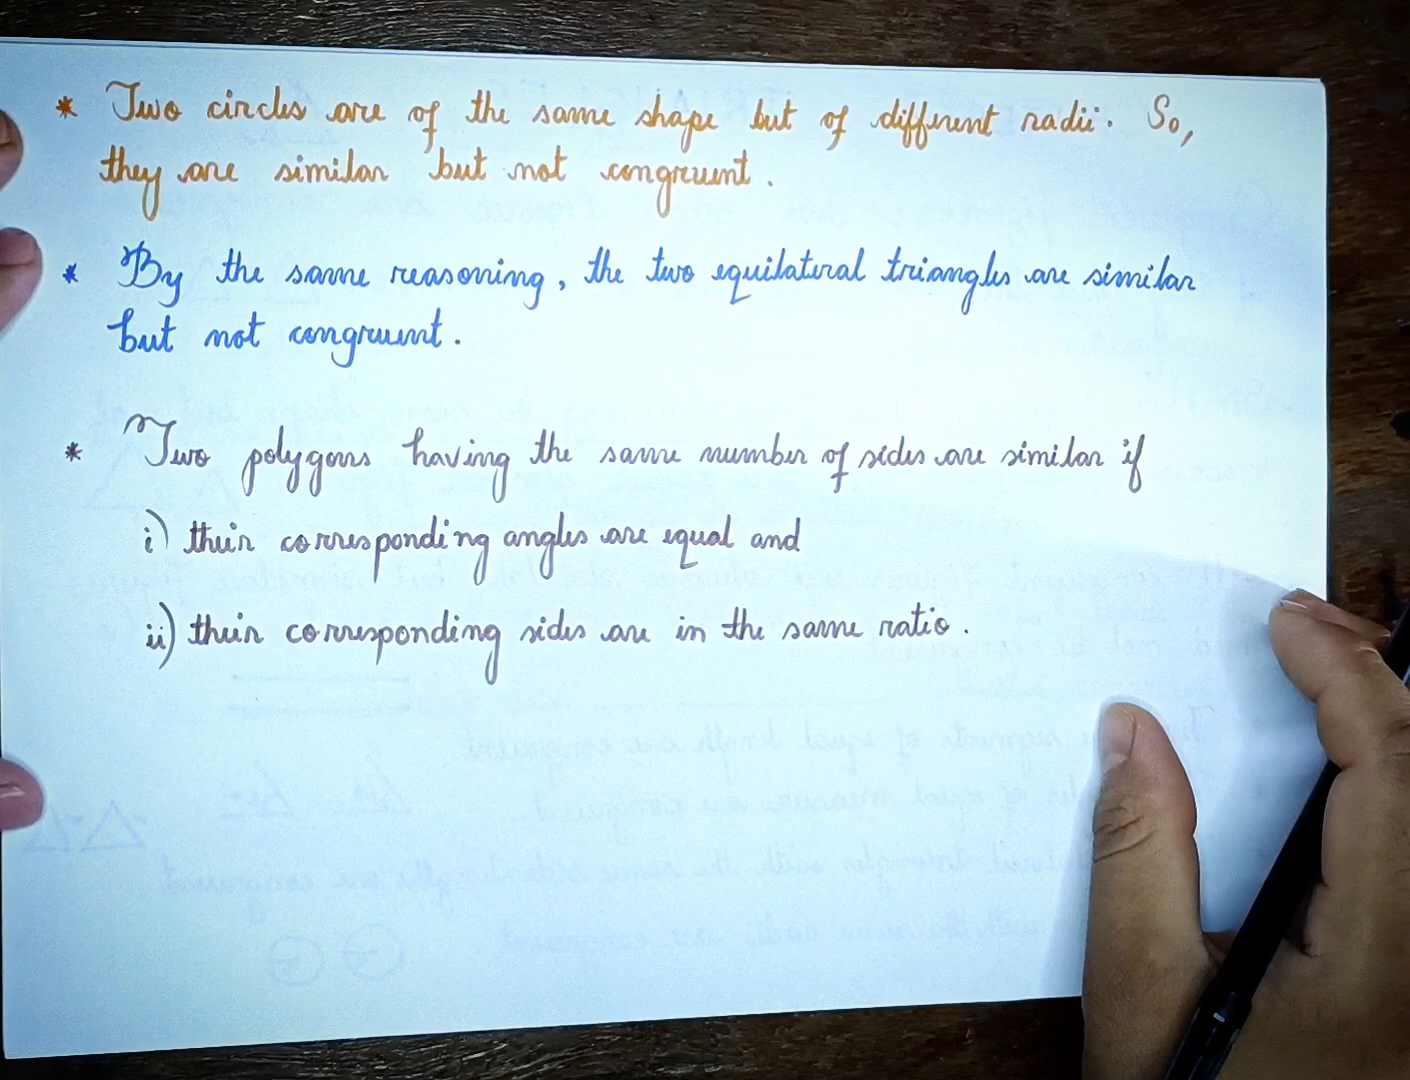 * Two circles are of the same shape but of different radii. So,
they are similar but not congruent.
* By the same reasoning, the two equilateral triangles are similar
but not congruent.
* Two polygons having the same number of sides are similar if
i) their corresponding angles are equal and
ii) their corresponding sides are in the same ratio.